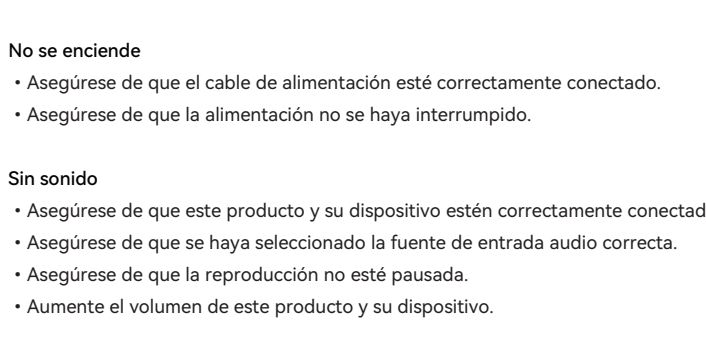 No se enciende
• Asegúrese de que el cable de alimentación esté correctamente conectado.
• Asegúrese de que la alimentación no se haya interrumpido.
Sin sonido
• Asegúrese de que este producto y su dispositivo estén correctamente conectad
• Asegúrese de que se haya seleccionado la fuente de entrada audio correcta.
• Asegúrese de que la reproducción no esté pausada.
• Aumente el volumen de este producto y su dispositivo.